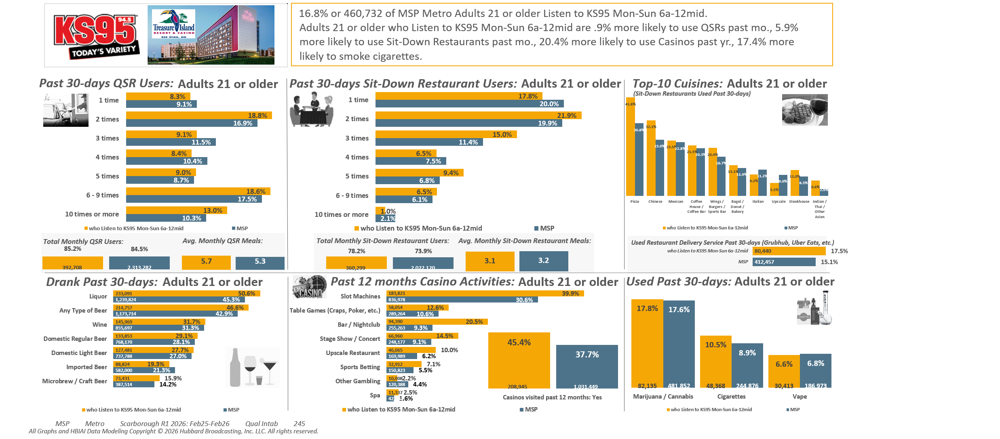 KS95
94.5
TODAY'S VARIETY
Treasure Island
RESORT & CASINO
RED WING, MN
16.8% or 460,732 of MSP Metro Adults 21 or older Listen to KS95 Mon-Sun 6a-12mid.
Adults 21 or older who Listen to KS95 Mon-Sun 6a-12mid are .9% more likely to use QSRs past mo., 5.9%
more likely to use Sit-Down Restaurants past mo., 20.4% more likely to use Casinos past yr., 17.4% more
likely to smoke cigarettes.
Past 30-days QSR Users: Adults 21 or older
1 time 8.3% 9.1%
2 times 18.8% 16.9%
3 times 9.1% 11.5%
4 times 8.4% 10.4%
5 times 9.0% 8.7%
6 - 9 times 18.6% 17.5%
10 times or more 13.0% 10.3%
who Listen to KS95 Mon-Sun 6a-12mid MSP
Total Monthly QSR Users: Avg. Monthly QSR Meals:
85.2% 84.5%
392,708 2,313,282 5.7 5.3
Past 30-days Sit-Down Restaurant Users: Adults 21 or older
1 time 17.8% 20.0%
2 times 21.9% 19.9%
3 times 15.0% 11.4%
4 times 6.5% 7.5%
5 times 9.4% 6.8%
6 - 9 times 6.5% 6.1%
10 times or more 1.0% 2.1%
who Listen to KS95 Mon-Sun 6a-12mid MSP
Total Monthly Sit-Down Restaurant Users: Avg. Monthly Sit-Down Restaurant Meals:
78.2% 73.9%
360,299 2,022,120 3.1 3.2
Top-10 Cuisines: Adults 21 or older
(Sit-Down Restaurants Used Past 30-days)
41.8% 30.8% Pizza
32.1% 23.9% Chinese
23.5% 22.8% Mexican
21.5% 20.3% Coffee House / Coffee Bar
20.4% 16.7% Wings / Burgers / Sports Bar
13.1% 11.9% Bagel / Donut / Bakery
9.2% 11.2% Italian
5.5% 9.0% Upscale
11.0% 8.3% Steakhouse
6.6% 2.9% Indian / Thai / Other Asian
who Listen to KS95 Mon-Sun 6a-12mid MSP
Used Restaurant Delivery Service Past 30-days (Grubhub, Uber Eats, etc.)
who Listen to KS95 Mon-Sun 6a-12mid 80,440 17.5%
MSP 412,457 15.1%
Drank Past 30-days: Adults 21 or older
Liquor 233,091 50.6% 1,239,824 45.3%
Any Type of Beer 214,757 46.6% 1,173,714 42.9%
Wine 145,969 31.7% 855,697 31.3%
Domestic Regular Beer 133,853 29.1% 768,170 28.1%
Domestic Light Beer 127,481 27.7% 737,788 27.0%
Imported Beer 88,824 19.3% 582,000 21.3%
Microbrew / Craft Beer 73,431 15.9% 387,514 14.2%
who Listen to KS95 Mon-Sun 6a-12mid MSP
CASINO
Past 12 months Casino Activities: Adults 21 or older
Slot Machines 183,821 39.9% 836,978 30.6%
Table Games (Craps, Poker, etc.) 58,054 12.6% 289,264 10.6%
Bar / Nightclub 94,390 20.5% 255,263 9.3%
Stage Show / Concert 66,960 14.5% 248,177 9.1%
Upscale Restaurant 46,065 10.0% 169,989 6.2%
Sports Betting 32,912 7.1% 150,823 5.5%
Other Gambling 10,008 2.2% 120,388 4.4%
Spa 11,337 2.5% 42, 1.6%
45.4% 37.7%
208,945 1,031,449
Casinos visited past 12 months: Yes
who Listen to KS95 Mon-Sun 6a-12mid MSP
Used Past 30-days: Adults 21 or older
CIGARETTES
17.8% 17.6% 10.5% 8.9% 6.6% 6.8%
82,135 481,852 48,368 244,876 30,413 186,973
Marijuana / Cannabis Cigarettes Vape
who Listen to KS95 Mon-Sun 6a-12mid MSP
MSP Metro Scarborough R1 2026: Feb25-Feb26 Qual Intab 245
All Graphs and HBIAI Data Modeling Copyright © 2026 Hubbard Broadcasting, Inc. LLC. All rights reserved.